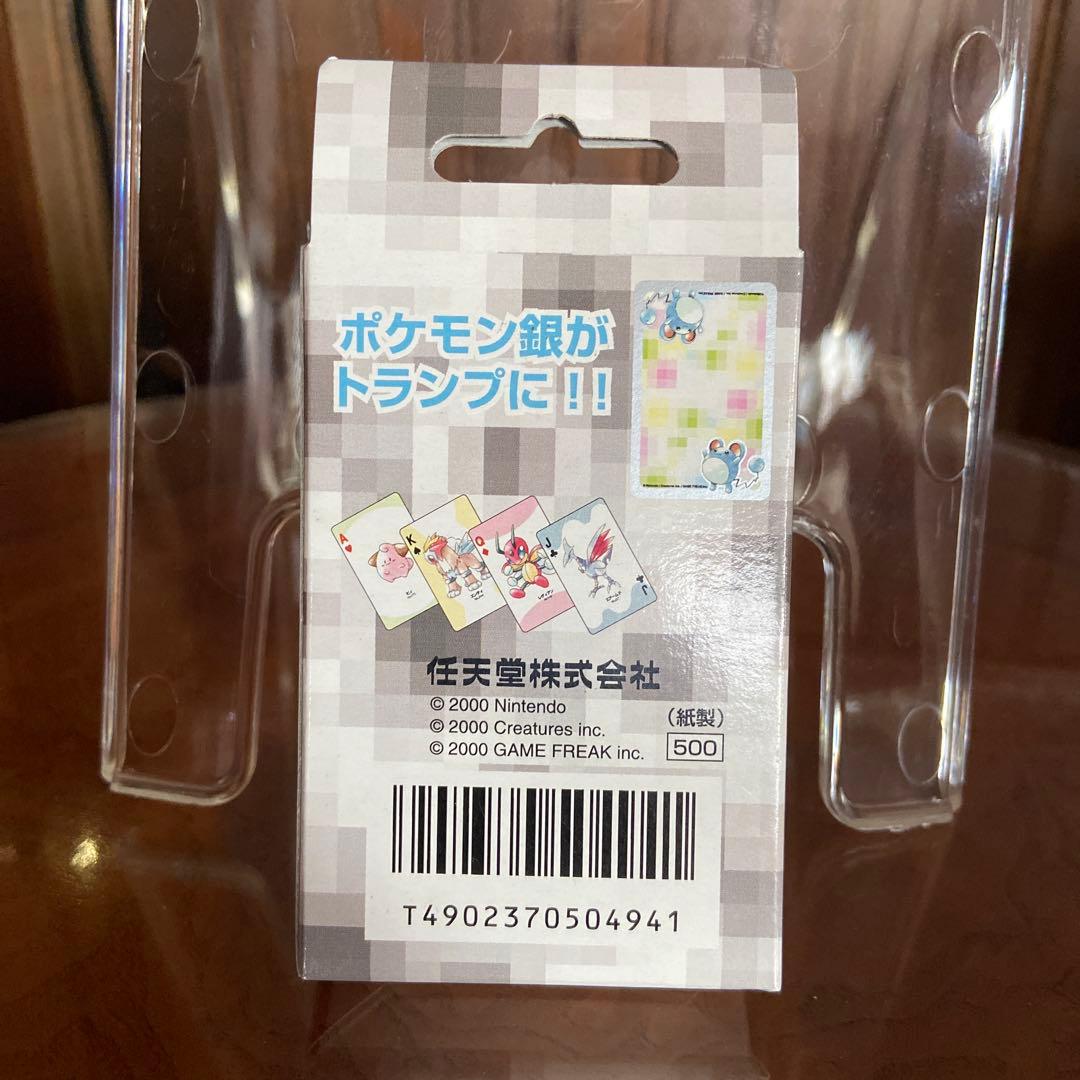 ポケモン銀が
トランプに!!
A
K
Q
J
J
任天堂株式会社
© 2000 Nintendo
© 2000 Creatures inc.
© 2000 GAME FREAK inc.
(紙製)
500
T4902370504941